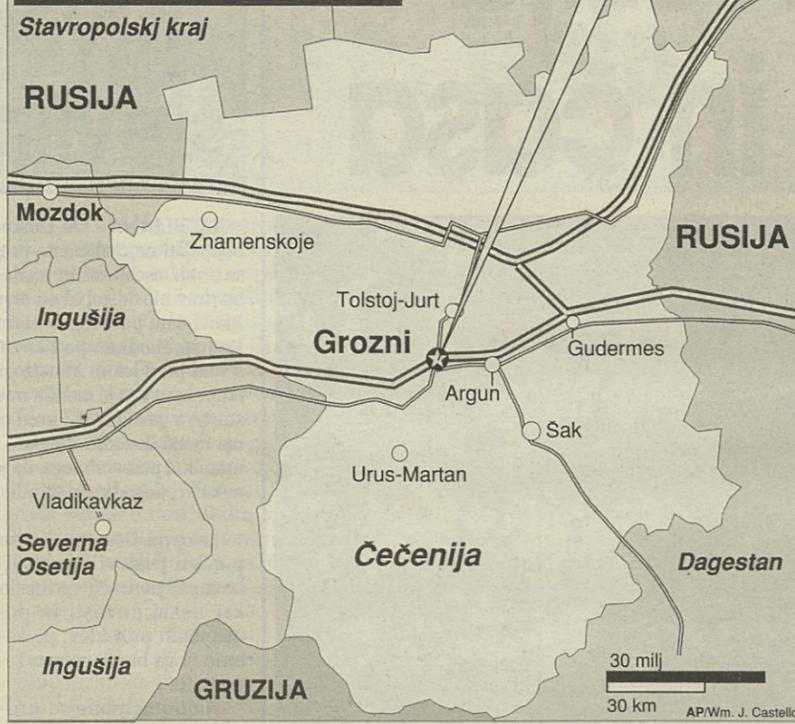 Stavropolskj kraj
RUSIJA
Mozdok
Znamenskoje
RUSIJA
Ingušija
Tolstoj-Jurt
Grozni
Gudermes
Argun
Šak
Urus-Martan
Vladikavkaz
Severna
Osetija
Čečenija
Dagestan
Ingušija
GRUZIJA
30 milj
30 km
AP/Wm. J. Castello